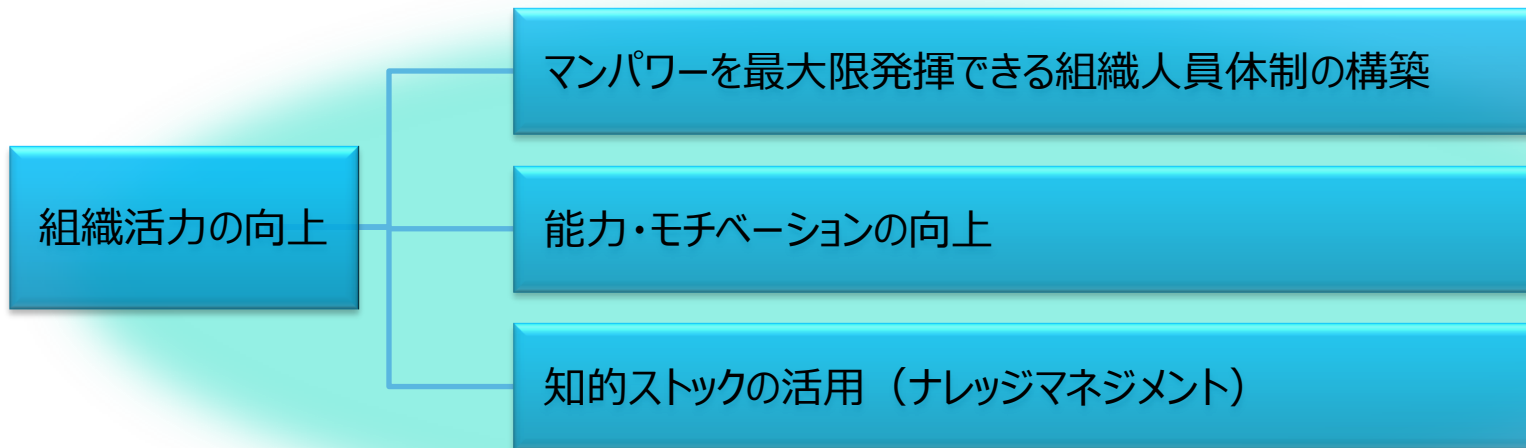 マンパワーを最大限発揮できる組織人員体制の構築
組織活力の向上
能力・モチベーションの向上
知的ストックの活用（ナレッジマネジメント）